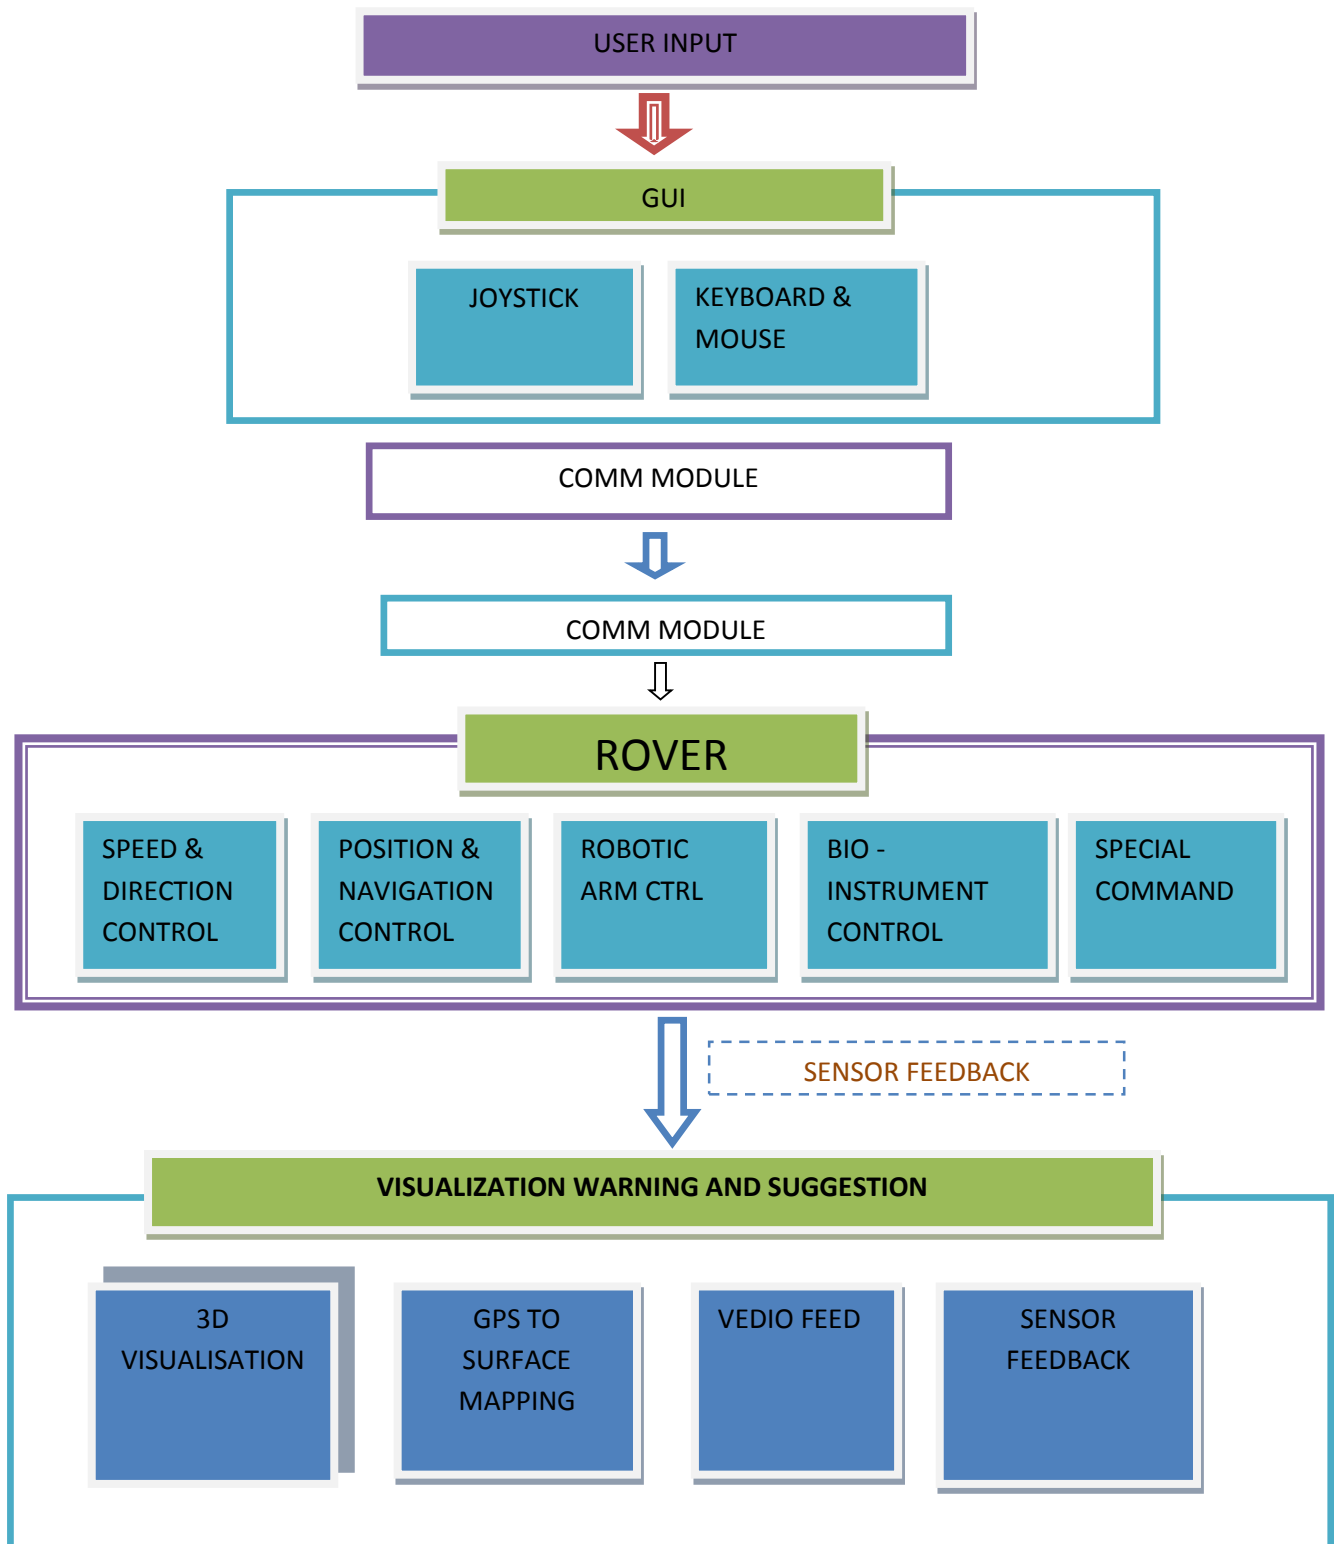 USER INPUT
GUI
JOYSTICK
KEYBOARD &
MOUSE
COMM MODULE
COMM MODULE
ROVER
SPEED &
DIRECTION
CONTROL
POSITION &
NAVIGATION
CONTROL
ROBOTIC
ARM CTRL
BIO -
INSTRUMENT
CONTROL
SPECIAL
COMMAND
SENSOR FEEDBACK
VISUALIZATION WARNING AND SUGGESTION
3D
VISUALISATION
GPS TO
SURFACE
MAPPING
VEDIO FEED
SENSOR
FEEDBACK